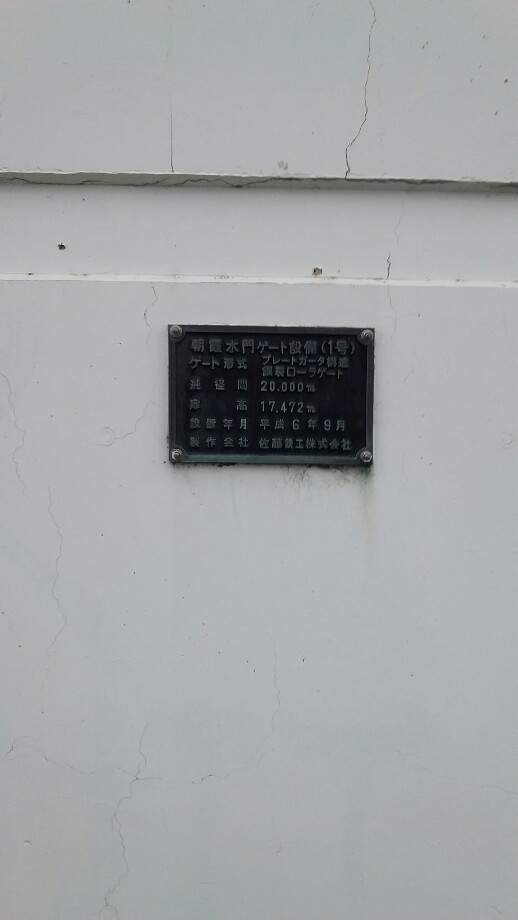 朝霞水門ゲート設備(1号)
ゲート形式 プレートガーダ構造
鋼製ローラゲート
純径間 20.000m
扉高 17.472m
設置年月 平成6年9月
製作会社 佐藤鉄工株式会社